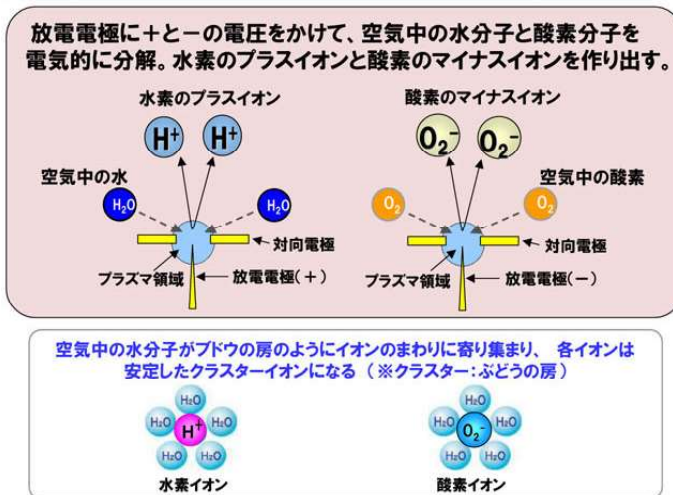 放電電極に+と−の電圧をかけて、空気中の水分子と酸素分子を
電気的に分解。水素のプラスイオンと酸素のマイナスイオンを作り出す。
水素のプラスイオン
H⁺ H⁺
空気中の水
H₂O H₂O
対向電極
プラズマ領域
放電電極(+)
酸素のマイナスイオン
O₂⁻ O₂⁻
空気中の酸素
O₂ O₂
対向電極
プラズマ領域
放電電極(−)
空気中の水分子がブドウの房のようにイオンのまわりに寄り集まり、 各イオンは
安定したクラスターイオンになる (※クラスター:ぶどうの房)
H₂O
H₂O H⁺ H₂O
H₂O H₂O
水素イオン
H₂O
H₂O O₂⁻ H₂O
H₂O H₂O
酸素イオン